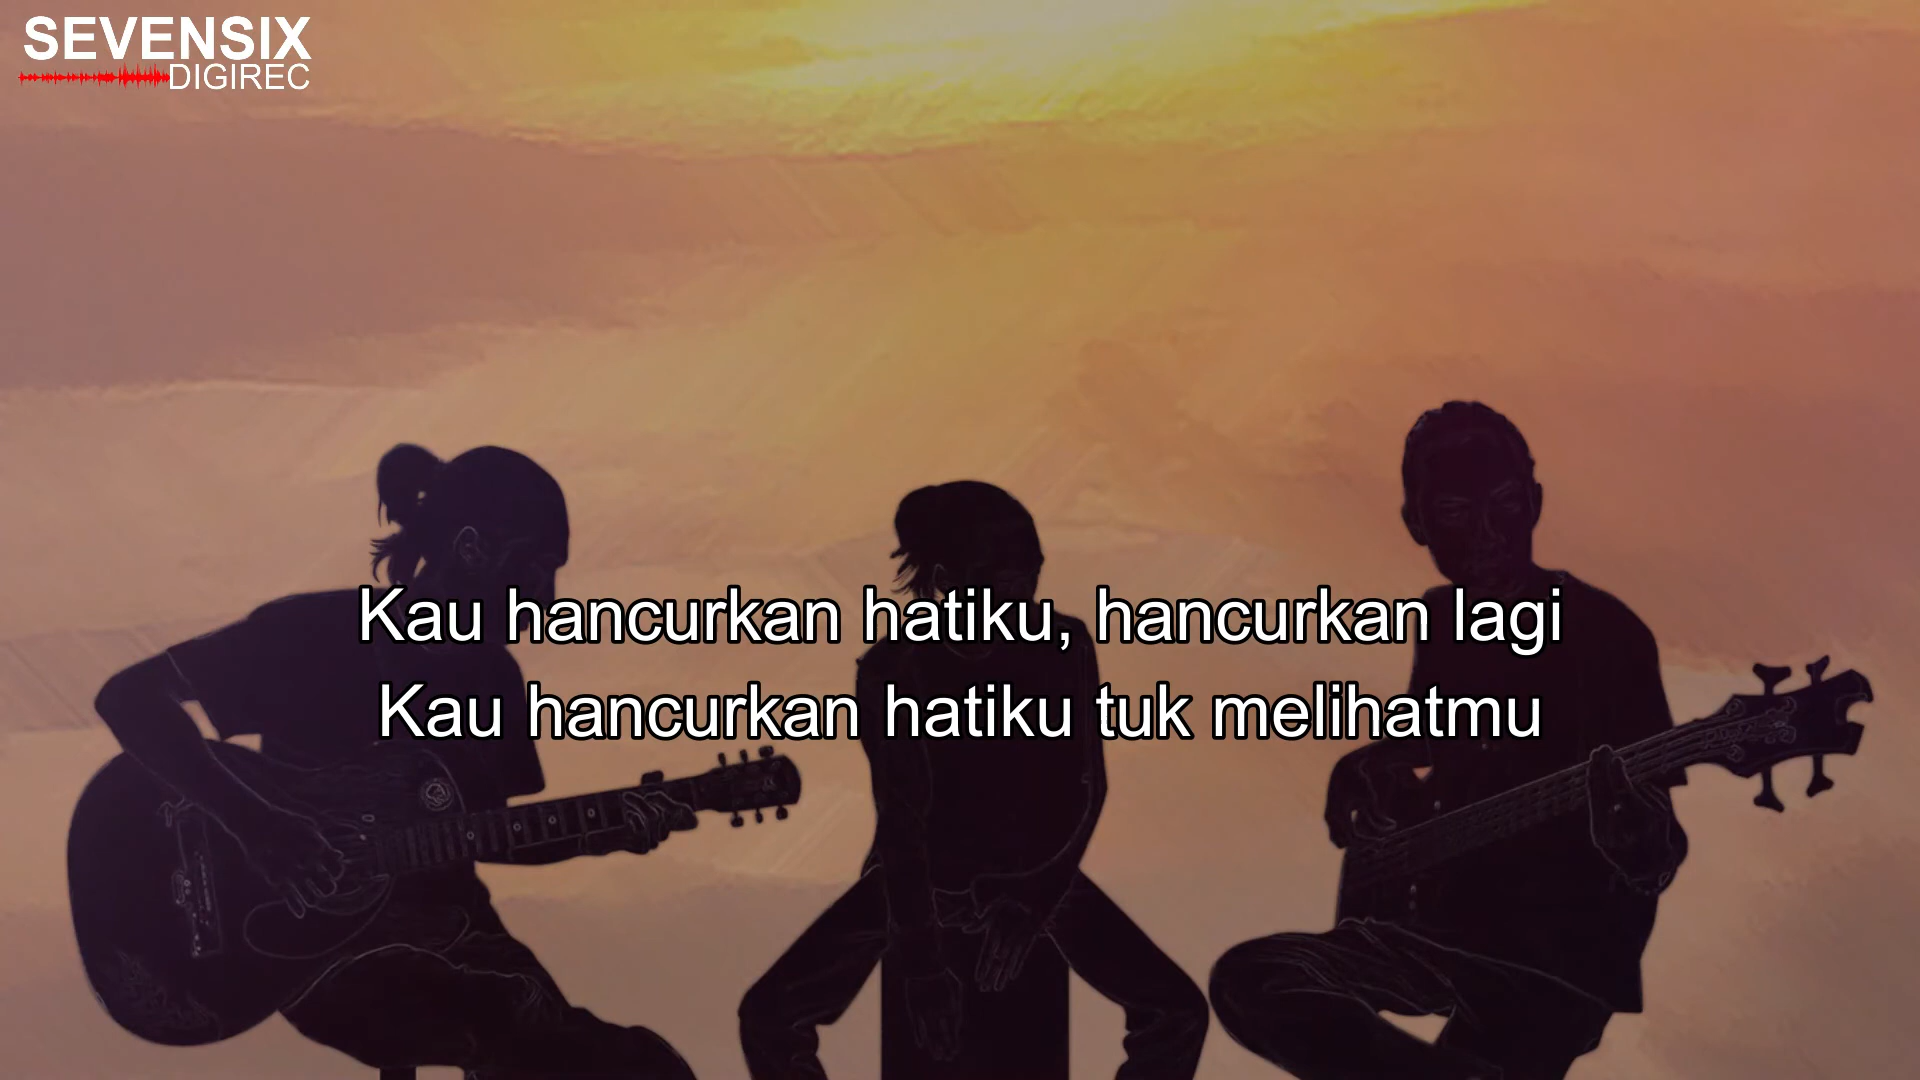 SEVENSIX
DIGIREC
Kau hancurkan hatiku, hancurkan lagi
Kau hancurkan hatiku tuk melihatmu